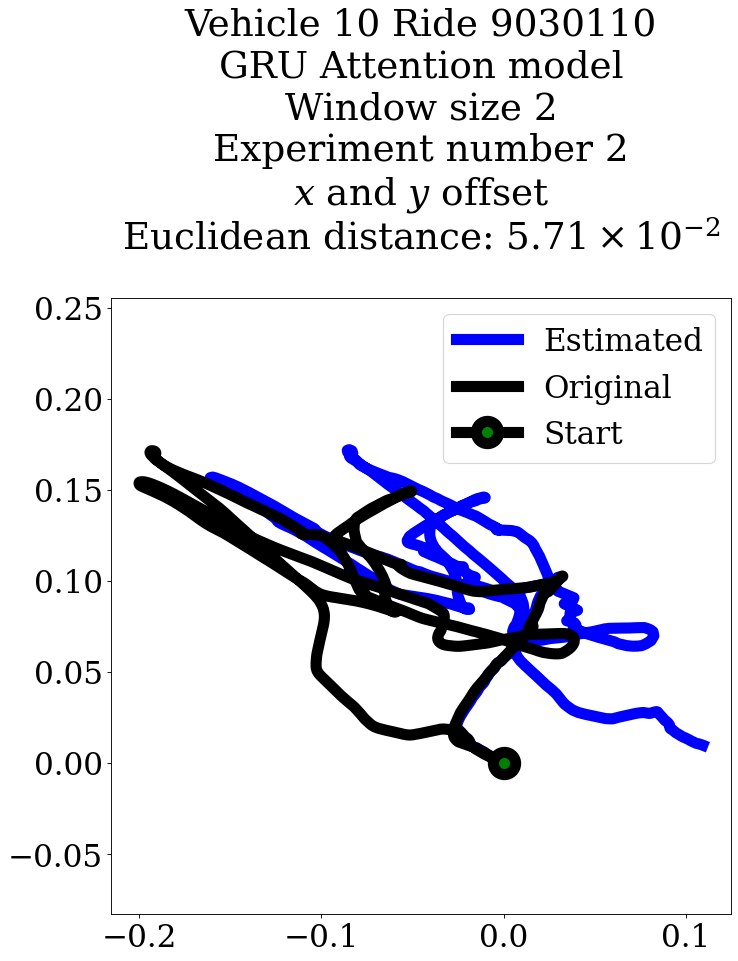 Vehicle 10 Ride 9030110
GRU Attention model
Window size 2
Experiment number 2
x and y offset
Euclidean distance: 5.71 × 10⁻²
Estimated
Original
Start
0.25
0.20
0.15
0.10
0.05
0.00
−0.05
−0.2
−0.1
0.0
0.1